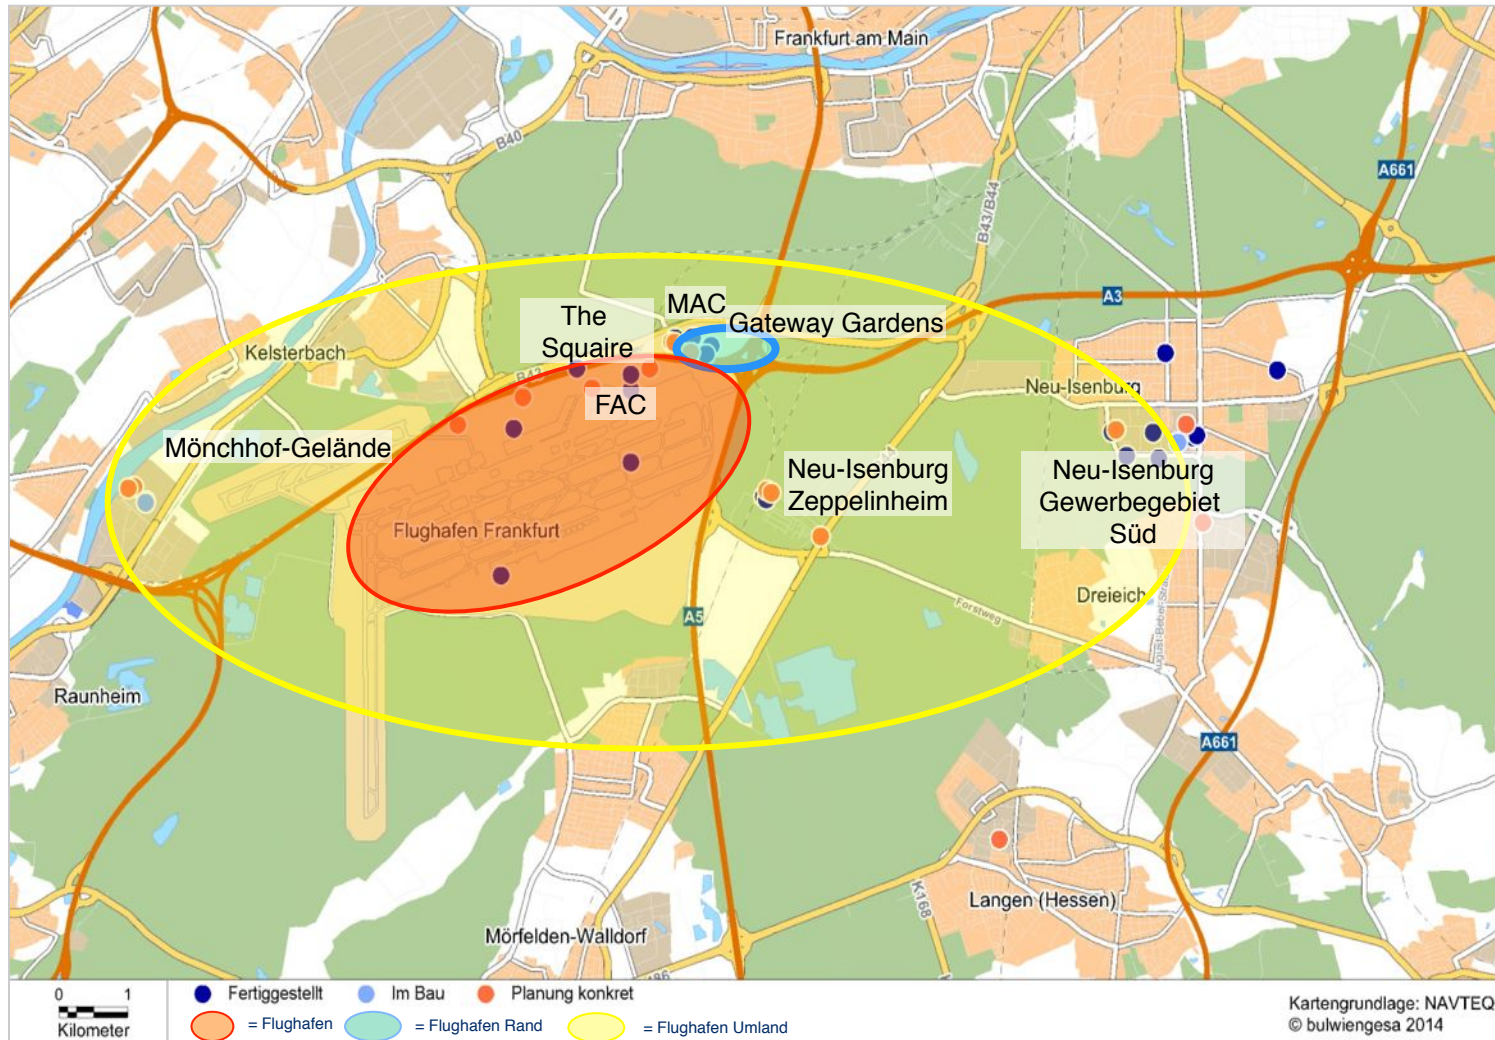 Frankfurt am Main
B40
A661
B43/B44
A3
MAC
The
Squaire
Gateway Gardens
Kelsterbach
B43
FAC
Neu-Isenburg
Mönchhof-Gelände
Neu-Isenburg
Zeppelinheim
Neu-Isenburg
Gewerbegebiet
Süd
Flughafen Frankfurt
Dreieich
Forstweg
A5
Raunheim
A661
K168
Langen (Hessen)
Mörfelden-Walldorf
0 1
Kilometer
Fertiggestellt
Im Bau
Planung konkret
= Flughafen
= Flughafen Rand
= Flughafen Umland
Kartengrundlage: NAVTEQ
© bulwiengesa 2014